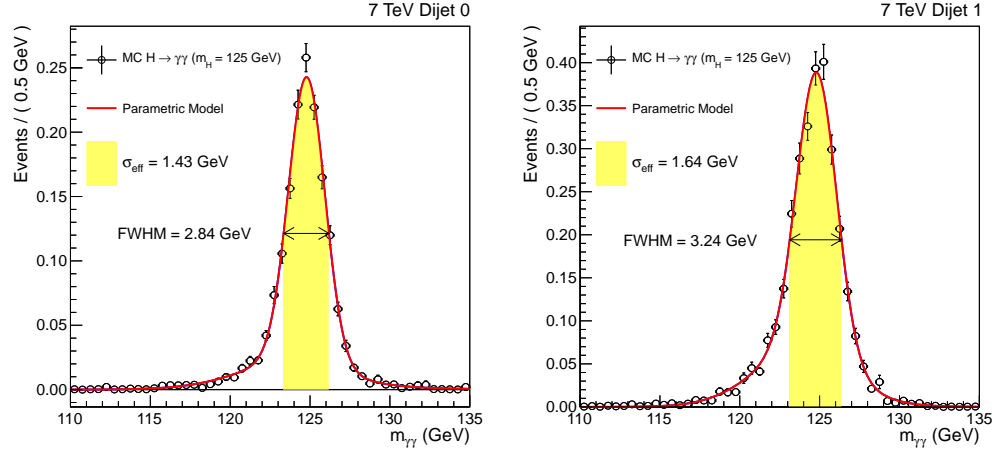 7 TeV Dijet 0
Events / ( 0.5 GeV )
0.25
0.20
0.15
0.10
0.05
0.00
MC H → γγ (m_H = 125 GeV)
Parametric Model
σ_eff = 1.43 GeV
FWHM = 2.84 GeV
110 115 120 125 130 135
m_γγ (GeV)
7 TeV Dijet 1
Events / ( 0.5 GeV )
0.40
0.35
0.30
0.25
0.20
0.15
0.10
0.05
0.00
MC H → γγ (m_H = 125 GeV)
Parametric Model
σ_eff = 1.64 GeV
FWHM = 3.24 GeV
110 115 120 125 130 135
m_γγ (GeV)